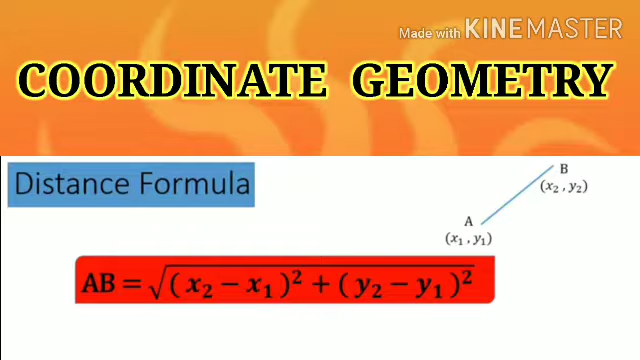 Made with KINEMASTER
COORDINATE GEOMETRY
Distance Formula
B
(x₂ , y₂)
A
(x₁ , y₁)
AB = √(x₂ − x₁)² + (y₂ − y₁)²